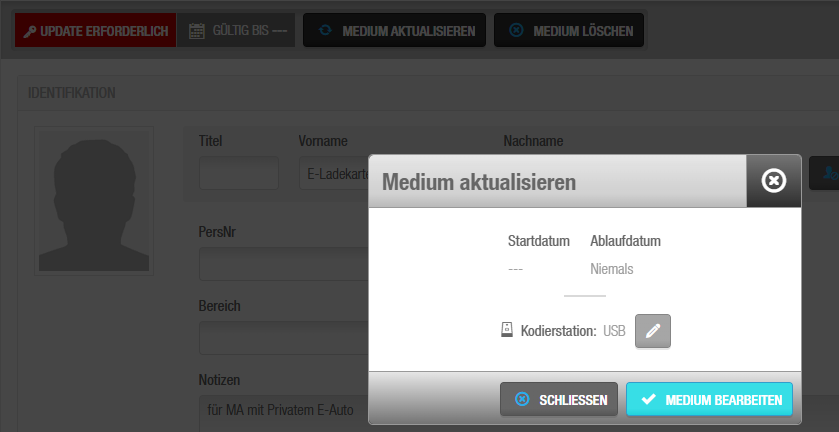 UPDATE ERFORDERLICH GÜLTIG BIS --- MEDIUM AKTUALISIEREN MEDIUM LÖSCHEN
IDENTIFIKATION
Titel Vorname Nachname
E-Ladekarte
Medium aktualisieren
PersNr
Startdatum Ablaufdatum
--- Niemals
Bereich
Kodierstation: USB
Notizen
SCHLIESSEN MEDIUM BEARBEITEN
für MA mit Privatem E-Auto